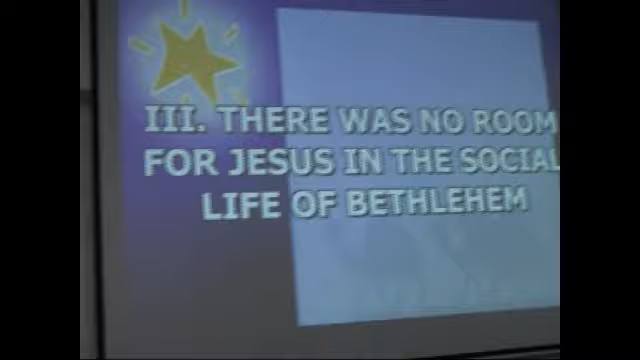 III. THERE WAS NO ROOM
FOR JESUS IN THE SOCIAL
LIFE OF BETHLEHEM